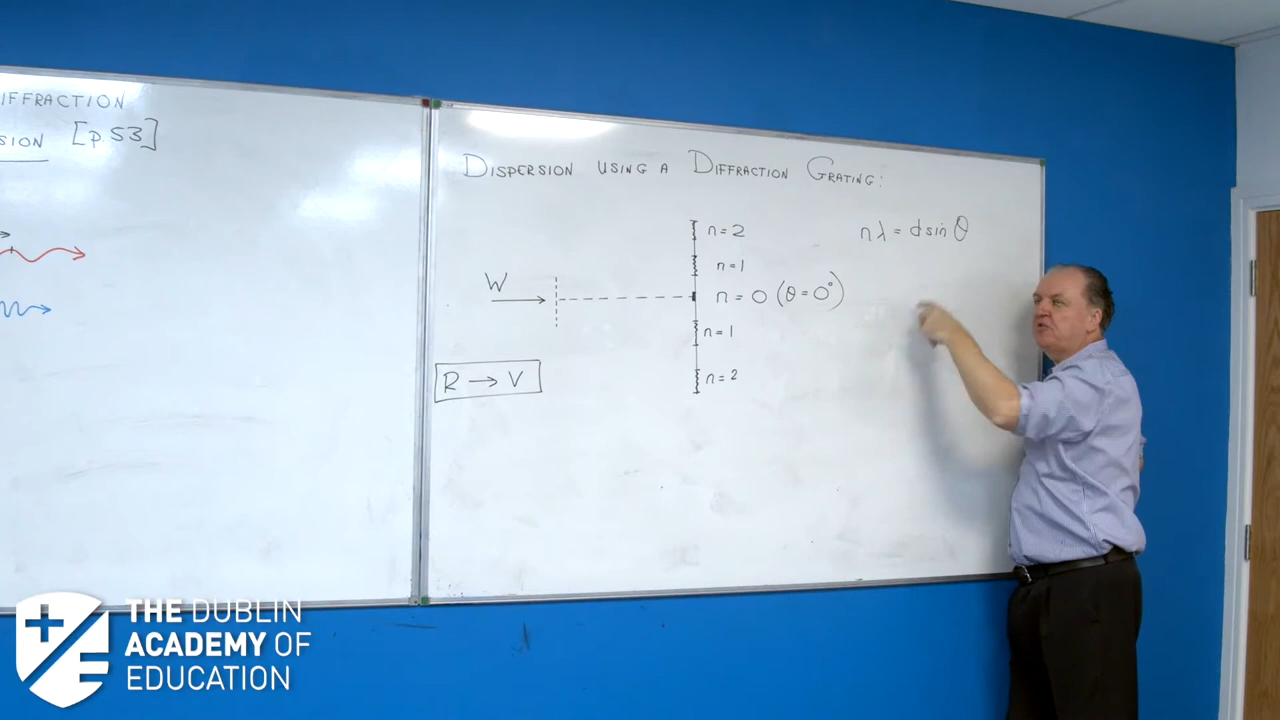 IFFRACTION
SION [p.53]
DISPERSION USING A DIFFRACTION GRATING:
n = 2
nλ = d sin θ
n = 1
W
n = 0 (θ = 0°)
n = 1
R → V
n = 2
THE DUBLIN
ACADEMY OF
EDUCATION